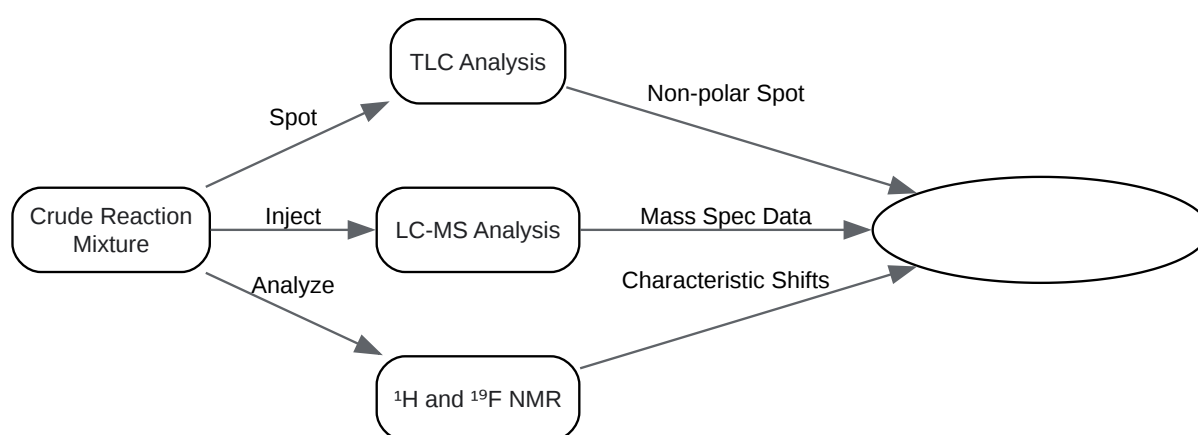 TLC Analysis
Non-polar Spot
Spot
Crude Reaction
Mixture
Inject
LC-MS Analysis
Mass Spec Data
Analyze
Characteristic Shifts
¹H and ¹⁹F NMR